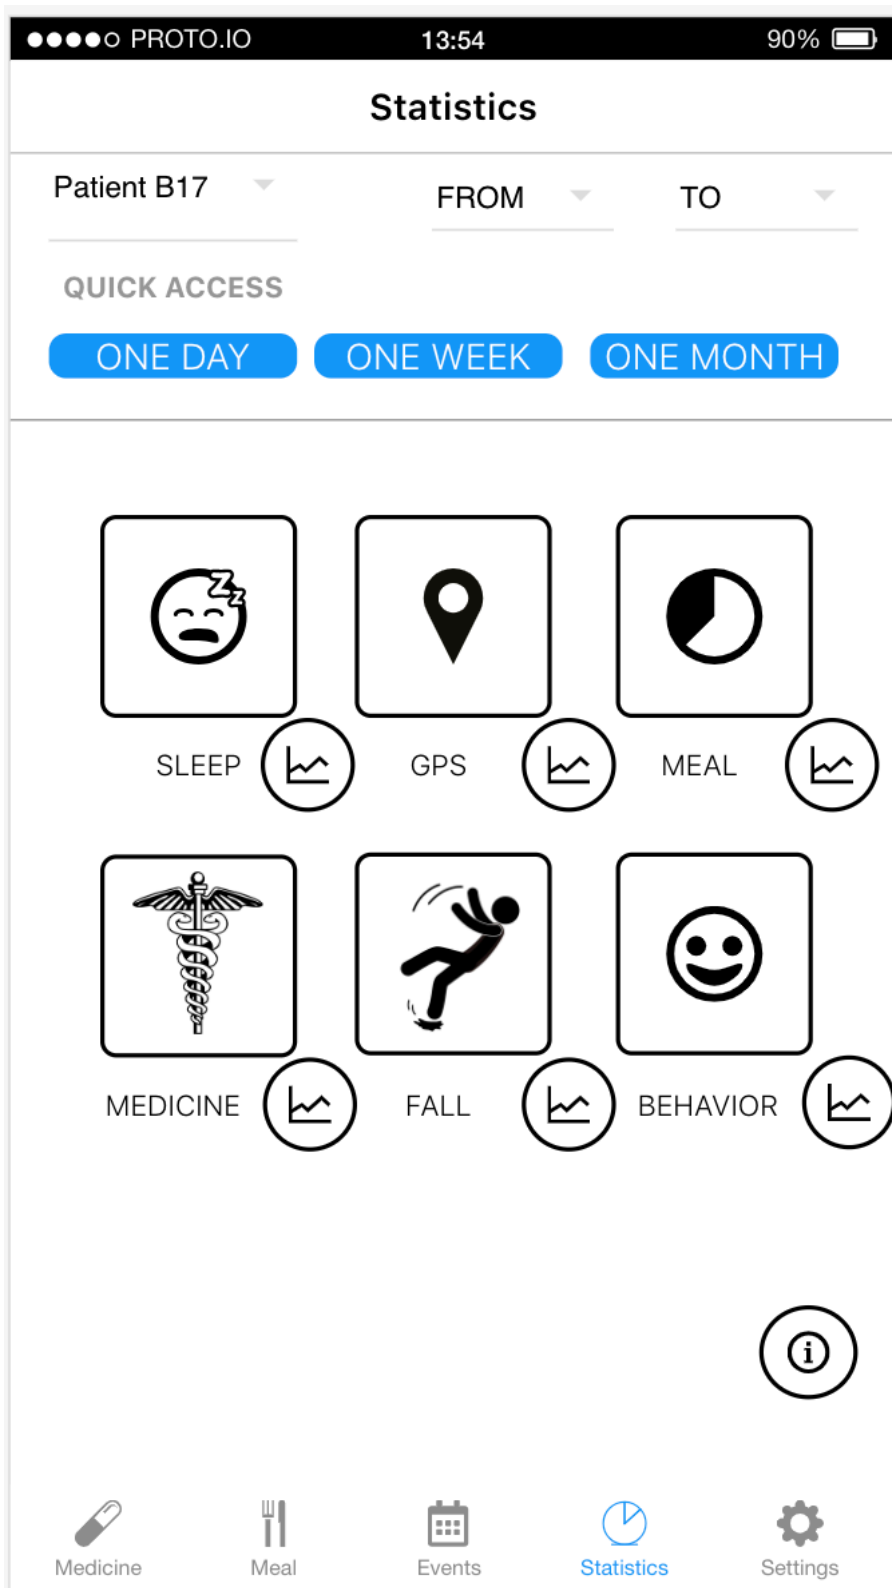 PROTO.IO 13:54 90%
Statistics
Patient B17 FROM TO
QUICK ACCESS
ONE DAY ONE WEEK ONE MONTH
SLEEP GPS MEAL
MEDICINE FALL BEHAVIOR
Medicine Meal Events Statistics Settings